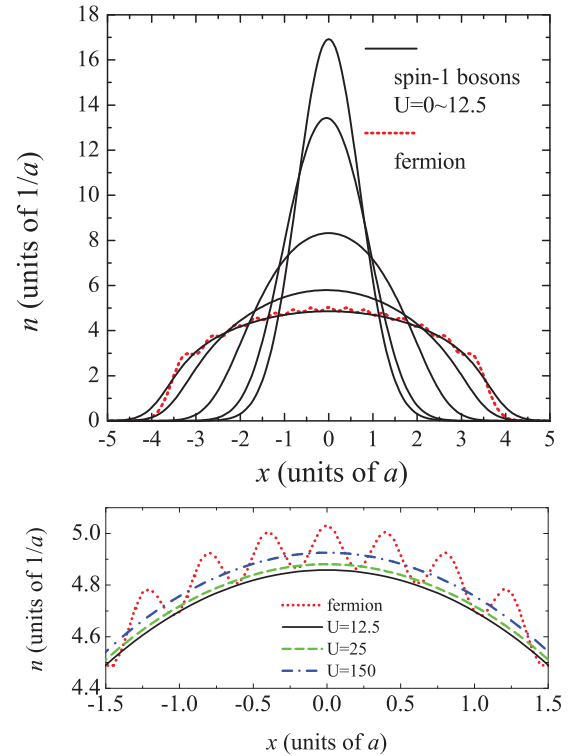 18
16
14
12
10
8
6
4
2
0
n (units of 1/a)
spin-1 bosons
U=0~12.5
fermion
-5 -4 -3 -2 -1 0 1 2 3 4 5
x (units of a)
5.0
4.8
4.6
4.4
n (units of 1/a)
fermion
U=12.5
U=25
U=150
-1.5 -1.0 -0.5 0.0 0.5 1.0 1.5
x (units of a)